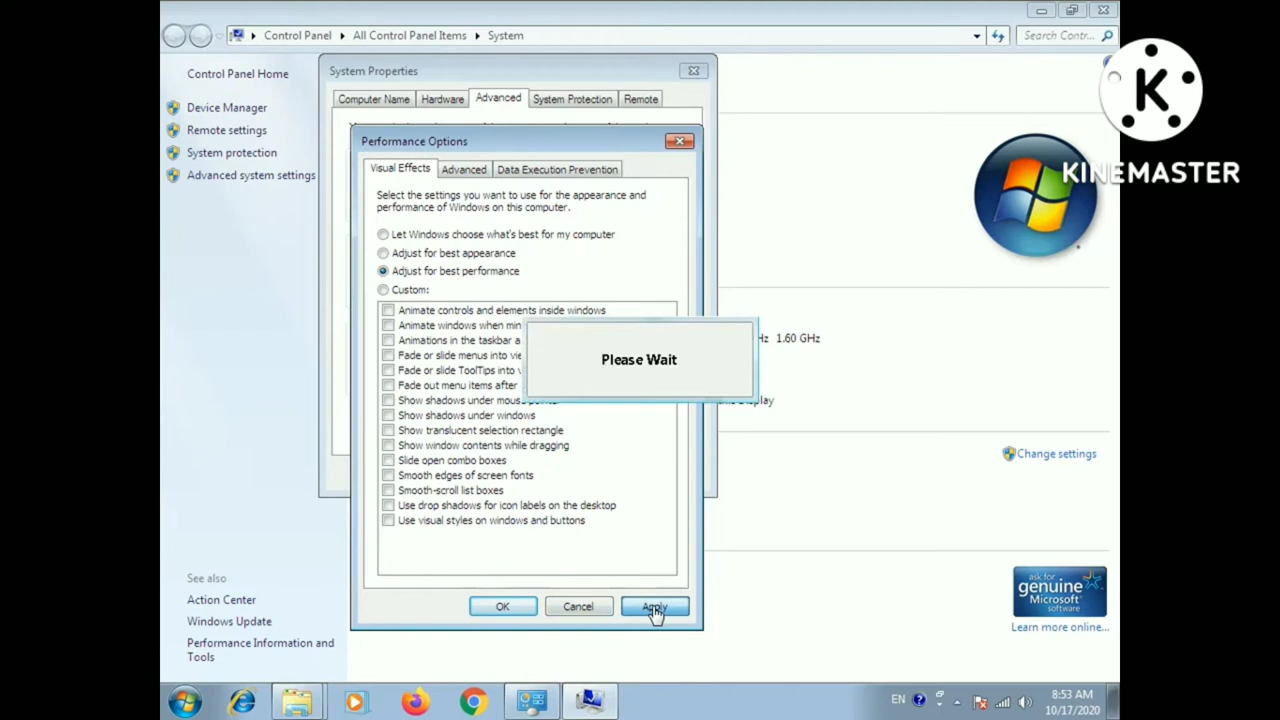 Control Panel
All Control Panel Items
System
Search Contr...
Control Panel Home
Device Manager
Remote settings
System protection
Advanced system settings
System Properties
Computer Name
Hardware
Advanced
System Protection
Remote
Performance Options
Visual Effects
Advanced
Data Execution Prevention
Select the settings you want to use for the appearance and
performance of Windows on this computer.
Let Windows choose what's best for my computer
Adjust for best appearance
Adjust for best performance
Custom:
Animate controls and elements inside windows
Animate windows when min
Animations in the taskbar a
Fade or slide menus into vie
Fade or slide ToolTips into v
Fade out menu items after
Show shadows under mouse
Show shadows under windows
Show translucent selection rectangle
Show window contents while dragging
Slide open combo boxes
Smooth edges of screen fonts
Smooth-scroll list boxes
Use drop shadows for icon labels on the desktop
Use visual styles on windows and buttons
Please Wait
OK
Cancel
Apply
Hz 1.60 GHz
Display
Change settings
ask for
genuine
Microsoft
software
Learn more online...
See also
Action Center
Windows Update
Performance Information and
Tools
K
KINEMASTER
EN
8:53 AM
10/17/2020